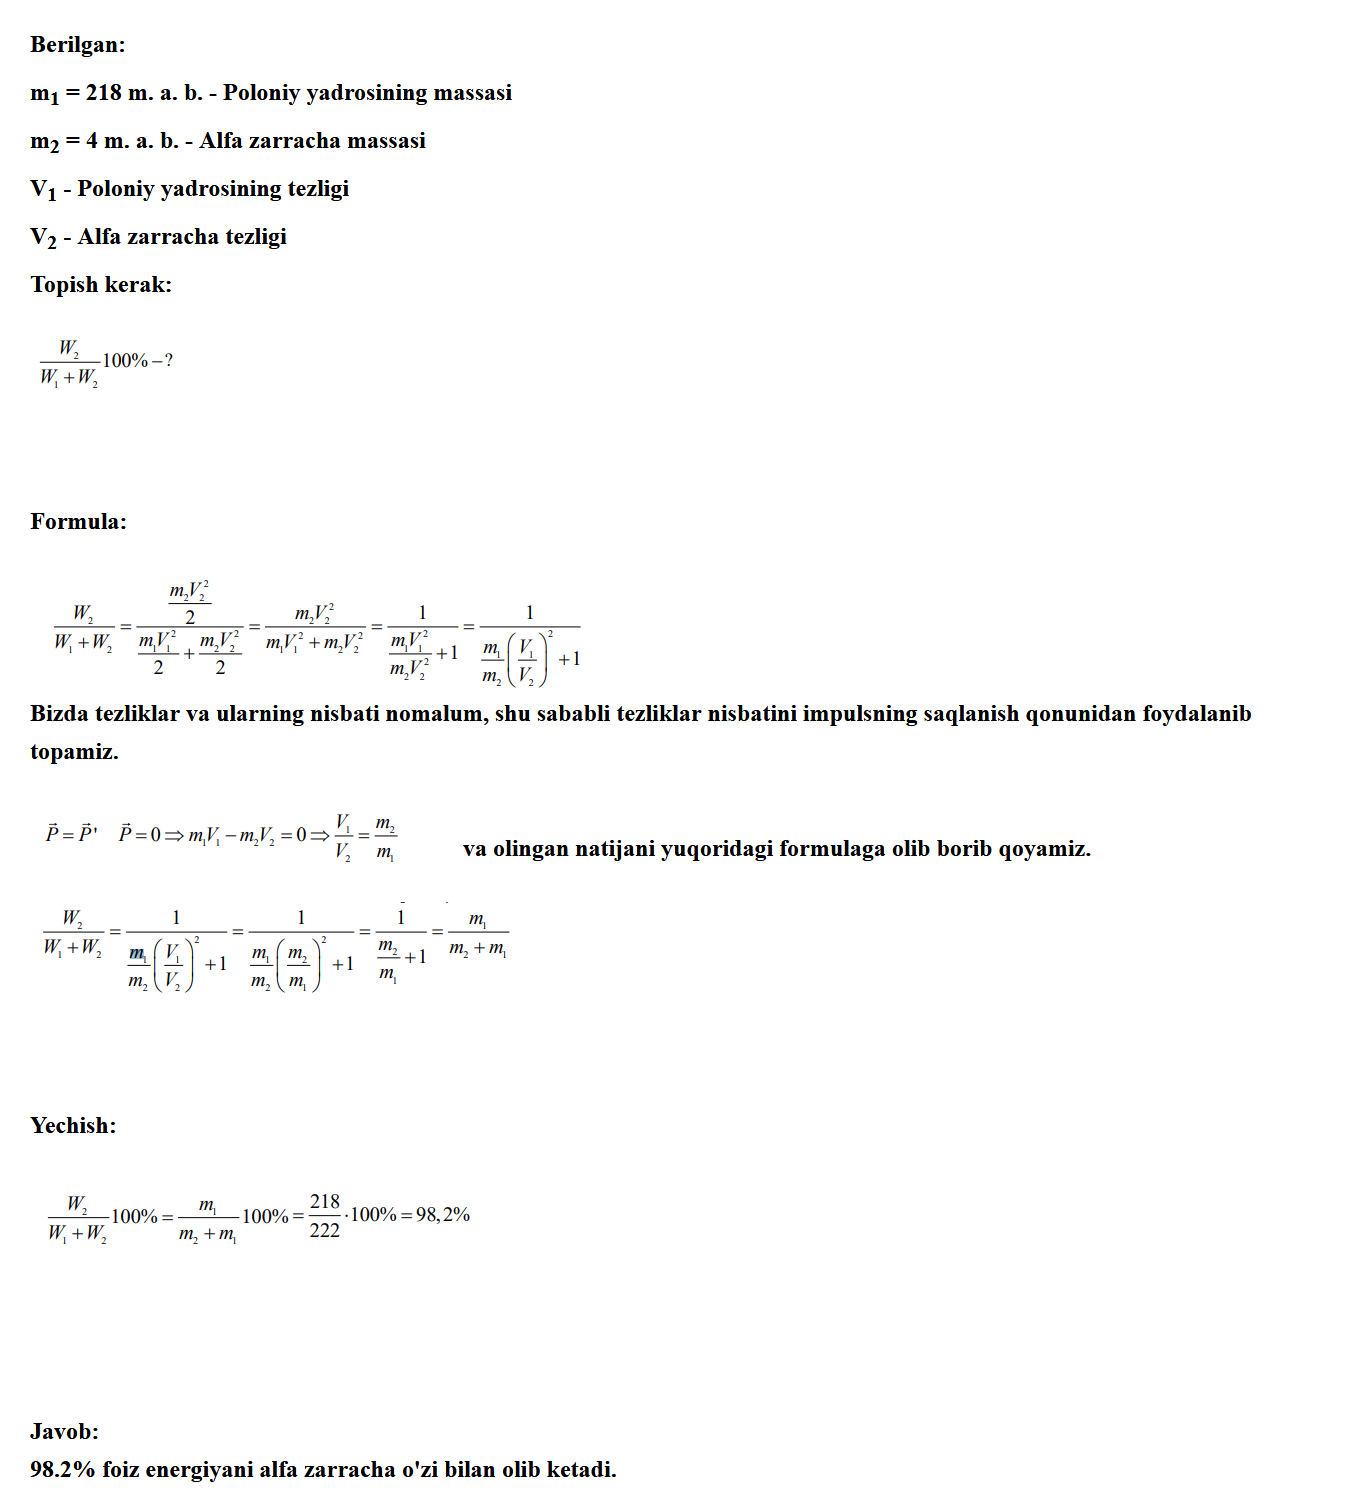 Berilgan:
m₁ = 218 m. a. b. - Poloniy yadrosining massasi
m₂ = 4 m. a. b. - Alfa zarracha massasi
V₁ - Poloniy yadrosining tezligi
V₂ - Alfa zarracha tezligi
Topish kerak:
\frac{W_2}{W_1+W_2}100\%-?
Formula:
\frac{W_2}{W_1+W_2}=\frac{\frac{m_2V_2^2}{2}}{\frac{m_1V_1^2}{2}+\frac{m_2V_2^2}{2}}=\frac{m_2V_2^2}{m_1V_1^2+m_2V_2^2}=\frac{1}{\frac{m_1V_1^2}{m_2V_2^2}+1}=\frac{1}{\frac{m_1}{m_2}\left(\frac{V_1}{V_2}\right)^2+1}
Bizda tezliklar va ularning nisbati nomalum, shu sababli tezliklar nisbatini impulsning saqlanish qonunidan foydalanib
topamiz.
\vec{P}=\vec{P}' \vec{P}=0\Rightarrow m_1V_1-m_2V_2=0\Rightarrow\frac{V_1}{V_2}=\frac{m_2}{m_1} va olingan natijani yuqoridagi formulaga olib borib qoyamiz.
\frac{W_2}{W_1+W_2}=\frac{1}{\frac{m_1}{m_2}\left(\frac{V_1}{V_2}\right)^2+1}=\frac{1}{\frac{m_1}{m_2}\left(\frac{m_2}{m_1}\right)^2+1}=\frac{1}{\frac{m_2}{m_1}+1}=\frac{m_1}{m_2+m_1}
Yechish:
\frac{W_2}{W_1+W_2}100\%=\frac{m_1}{m_2+m_1}100\%=\frac{218}{222}\cdot100\%=98,2\%
Javob:
98.2% foiz energiyani alfa zarracha o'zi bilan olib ketadi.